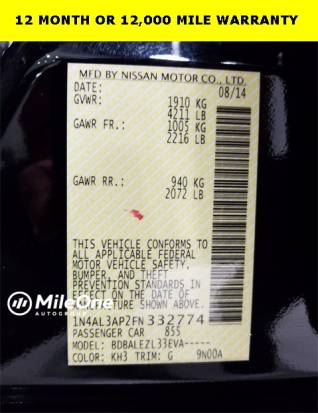 12 MONTH OR 12,000 MILE WARRANTY
MFD BY NISSAN MOTOR CO., LTD.
DATE: 08/14
GVWR: 1910 KG
4211 LB
GAWR FR.: 1005 KG
2216 LB
GAWR RR.: 940 KG
2072 LB
THIS VEHICLE CONFORMS TO
ALL APPLICABLE FEDERAL
MOTOR VEHICLE SAFETY,
BUMPER, AND THEFT
PREVENTION STANDARDS IN
EFFECT ON THE DATE OF
MANUFACTURE SHOWN ABOVE.
MileOne
AUTOGROUP
1N4AL3AP2FN332774
PASSENGER CAR 855
MODEL: BDBALEZL33EVA-----
COLOR: KH3 TRIM: G 9N00A